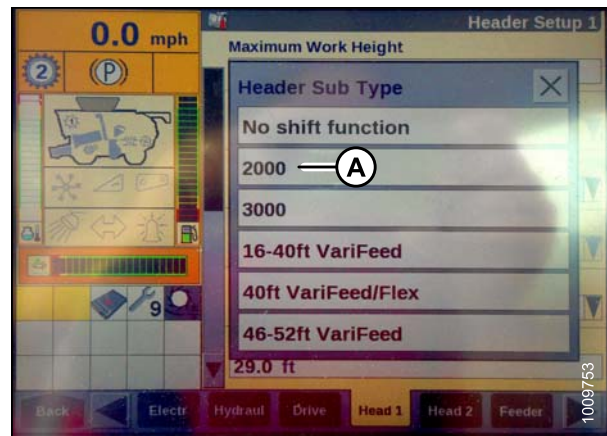 0.0 mph
Header Setup 1
Maximum Work Height
2
(P)
Header Sub Type
No shift function
2000
A
3000
16-40ft VariFeed
40ft VariFeed/Flex
46-52ft VariFeed
9
29.0 ft
1009753
Back
Electr
Hydraul
Drive
Head 1
Head 2
Feeder